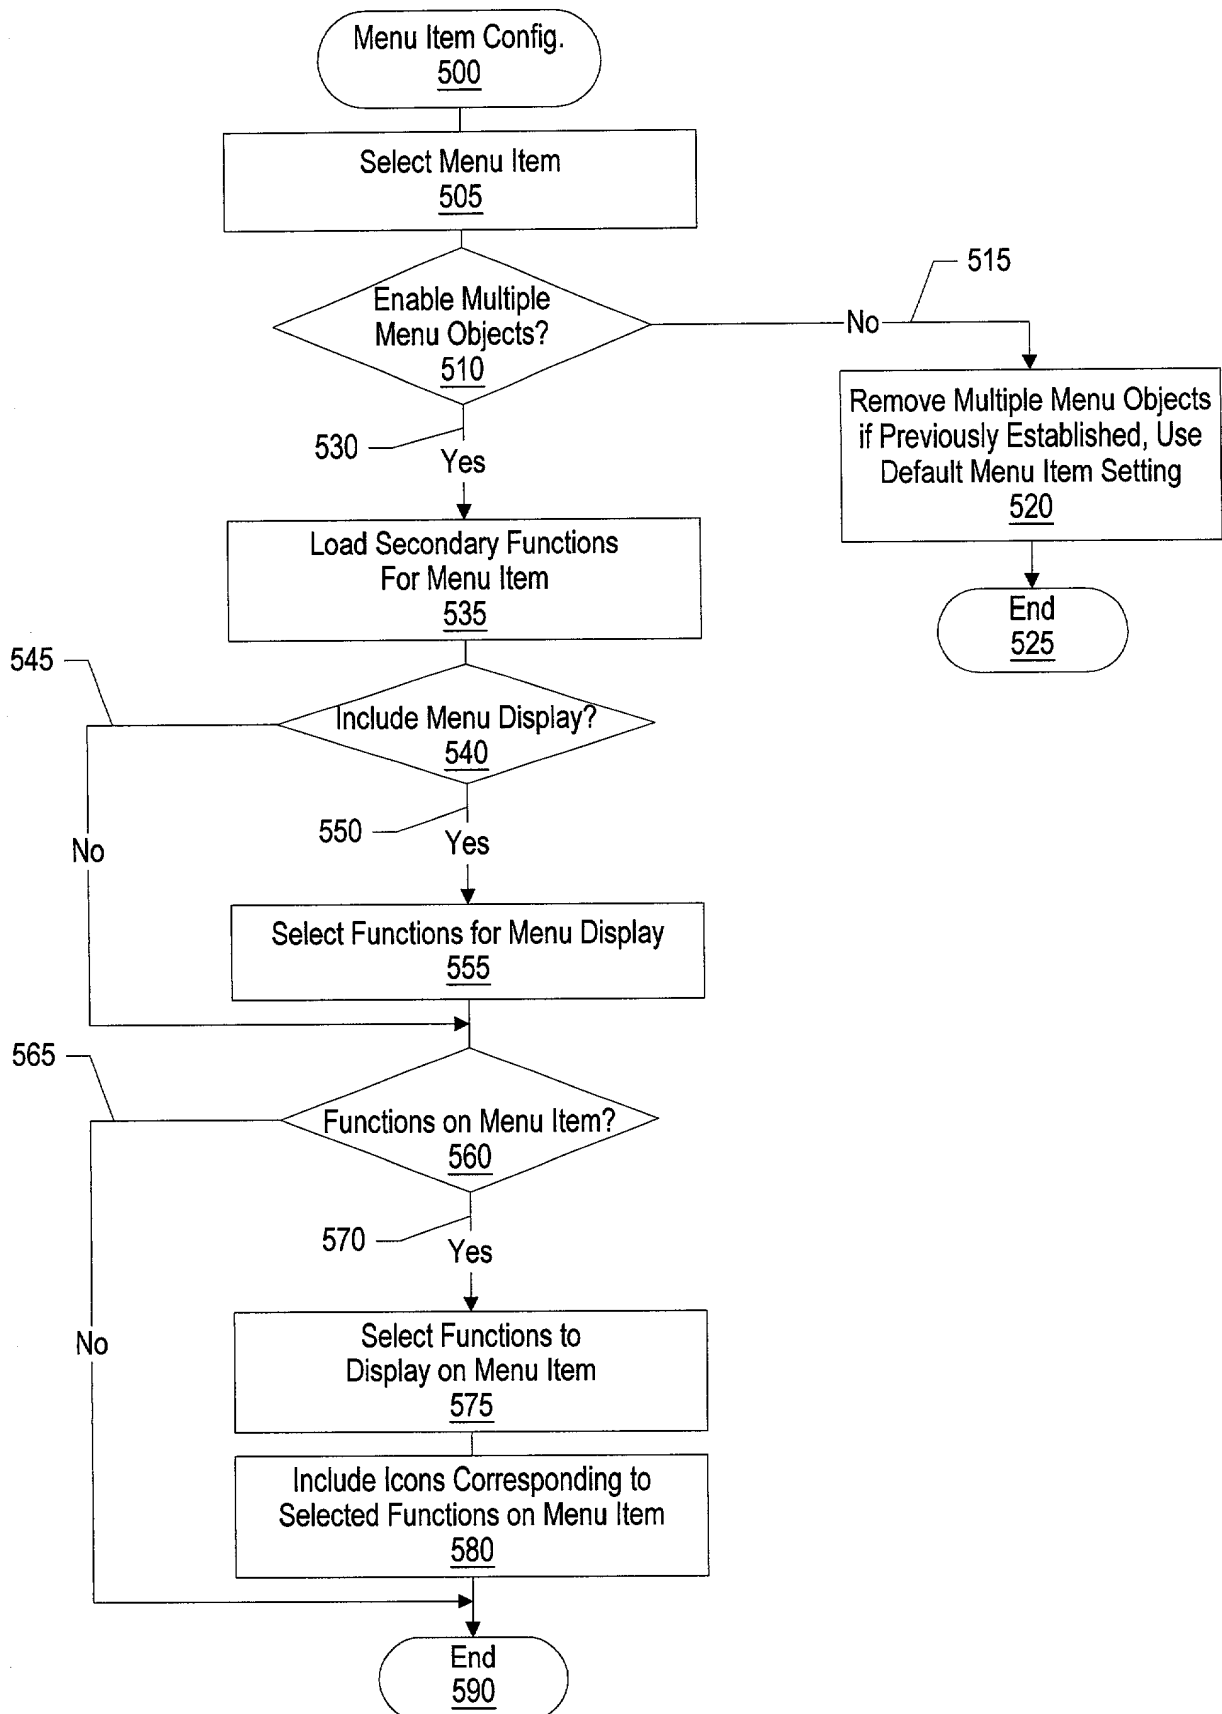 Menu Item Config.
500
Select Menu Item
505
515
Enable Multiple
Menu Objects?
510
No
Remove Multiple Menu Objects
if Previously Established, Use
Default Menu Item Setting
520
530
Yes
Load Secondary Functions
For Menu Item
535
End
525
545
Include Menu Display?
540
550
Yes
No
Select Functions for Menu Display
555
565
Functions on Menu Item?
560
570
Yes
No
Select Functions to
Display on Menu Item
575
Include Icons Corresponding to
Selected Functions on Menu Item
580
End
590